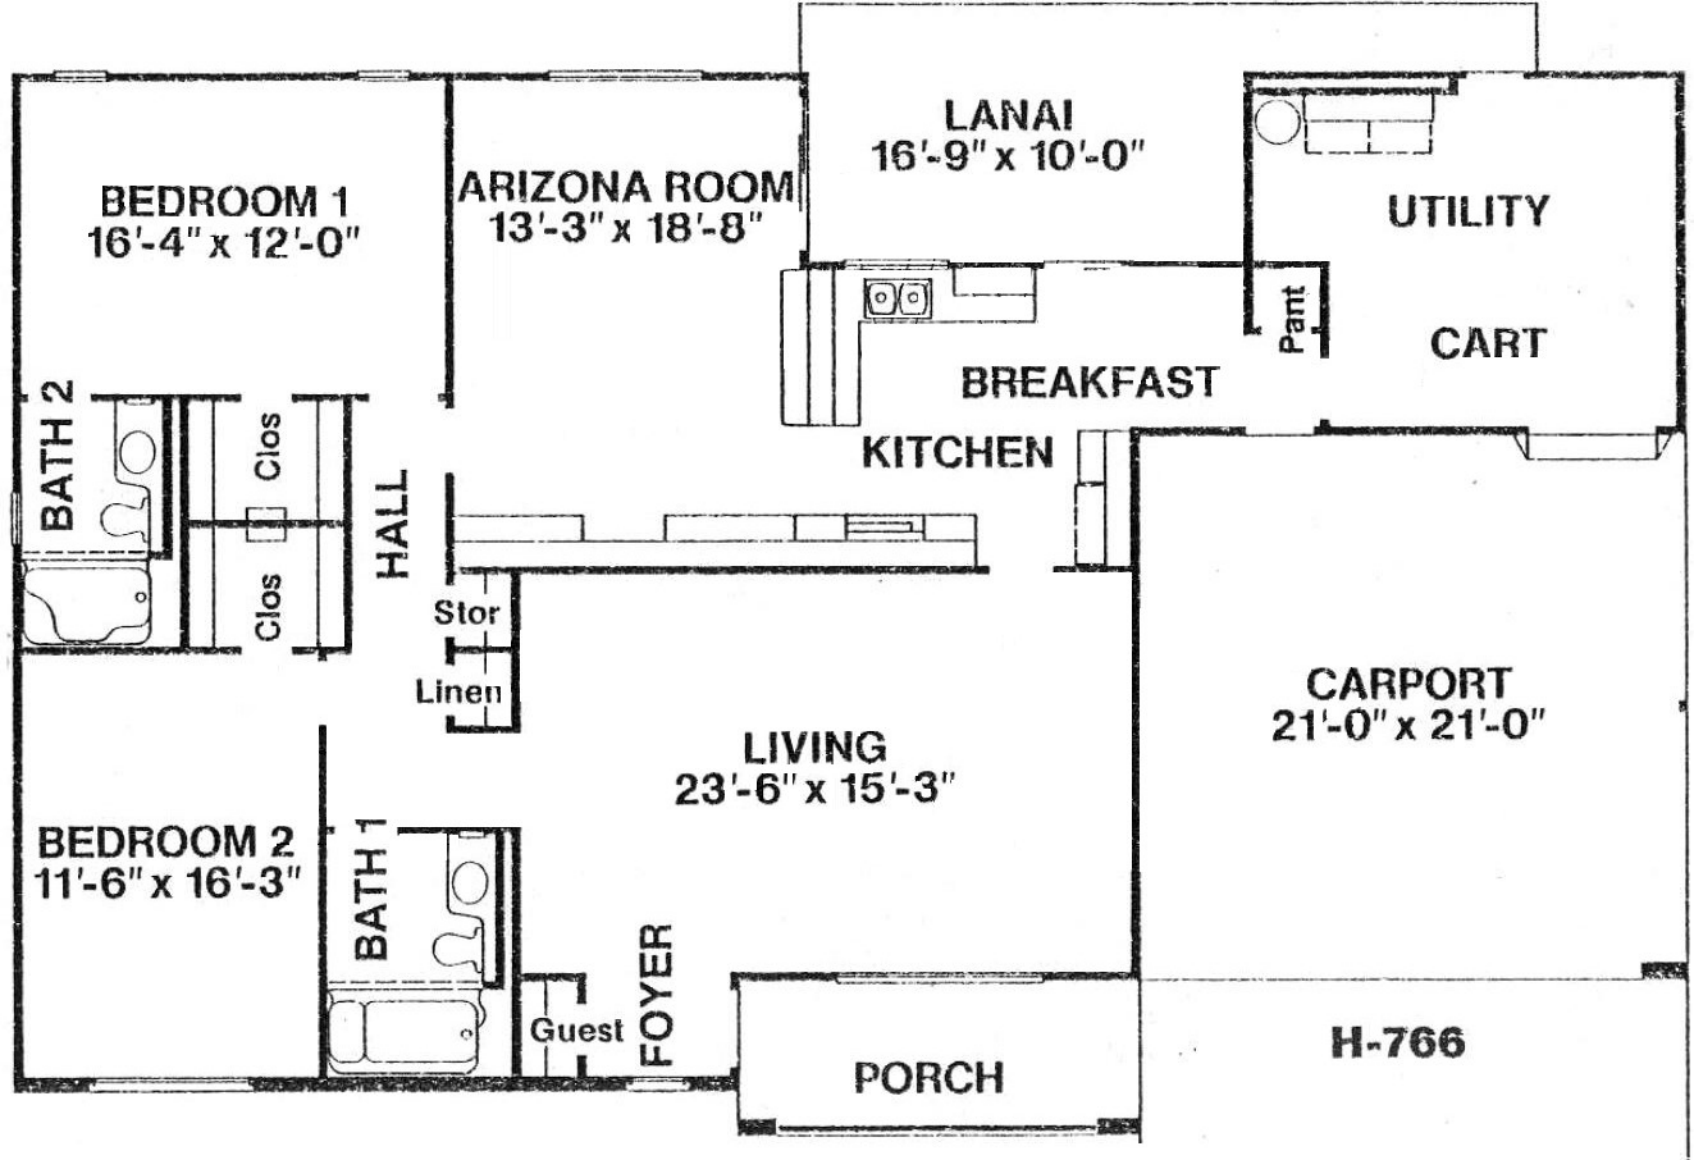 LANAI
16'-9" x 10'-0"
BEDROOM 1
16'-4" x 12'-0"
ARIZONA ROOM
13'-3" x 18'-8"
UTILITY
CART
Pant
BREAKFAST
KITCHEN
BATH 2
Clos
HALL
Clos
Stor
Linen
LIVING
23'-6" x 15'-3"
CARPORT
21'-0" x 21'-0"
BEDROOM 2
11'-6" x 16'-3"
BATH 1
Guest
FOYER
PORCH
H-766